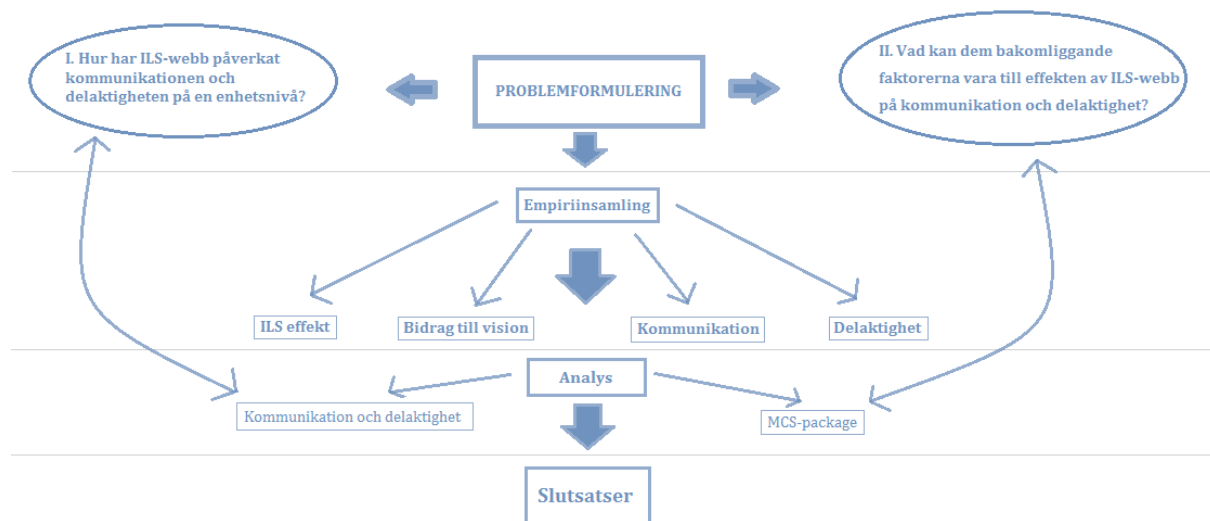 I. Hur har ILS-webb påverkat
kommunikationen och
delaktigheten på en enhetsnivå?
PROBLEMFORMULERING
II. Vad kan dem bakomliggande
faktorerna vara till effekten av ILS-webb
på kommunikation och delaktighet?
Empiriinsamling
ILS effekt
Bidrag till vision
Kommunikation
Delaktighet
Analys
Kommunikation och delaktighet
MCS-package
Slutsatser